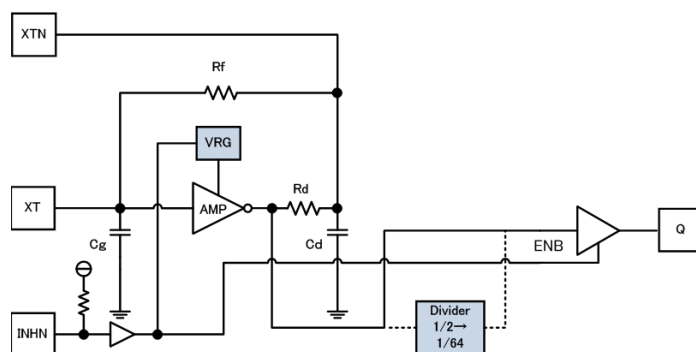 XTN
Rf
VRG
XT
AMP
Rd
Cg
Cd
ENB
Q
INHN
Divider
1/2→
1/64